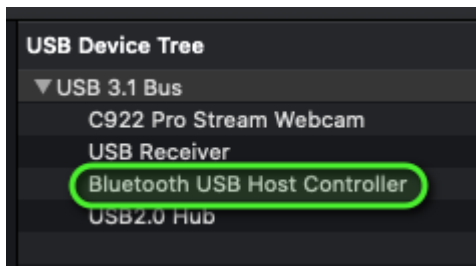 USB Device Tree
USB 3.1 Bus
C922 Pro Stream Webcam
USB Receiver
Bluetooth USB Host Controller
USB2.0 Hub